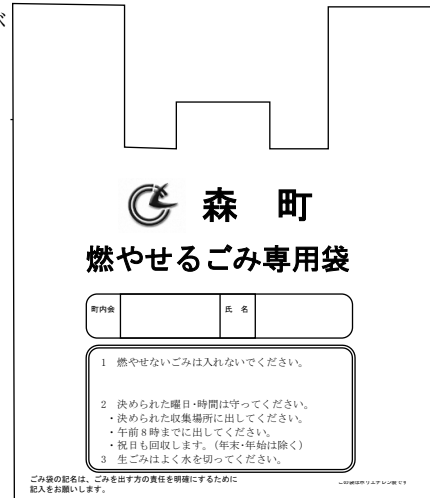 森 町
燃やせるごみ専用袋
町内会 氏 名
1 燃やせないごみは入れないでください。
2 決められた曜日・時間は守ってください。
・決められた収集場所に出してください。
・午前8時までに出してください。
・祝日も回収します。(年末・年始は除く)
3 生ごみはよく水を切ってください。
ごみ袋の記名は、ごみを出す方の責任を明確にするために
記入をお願いします。